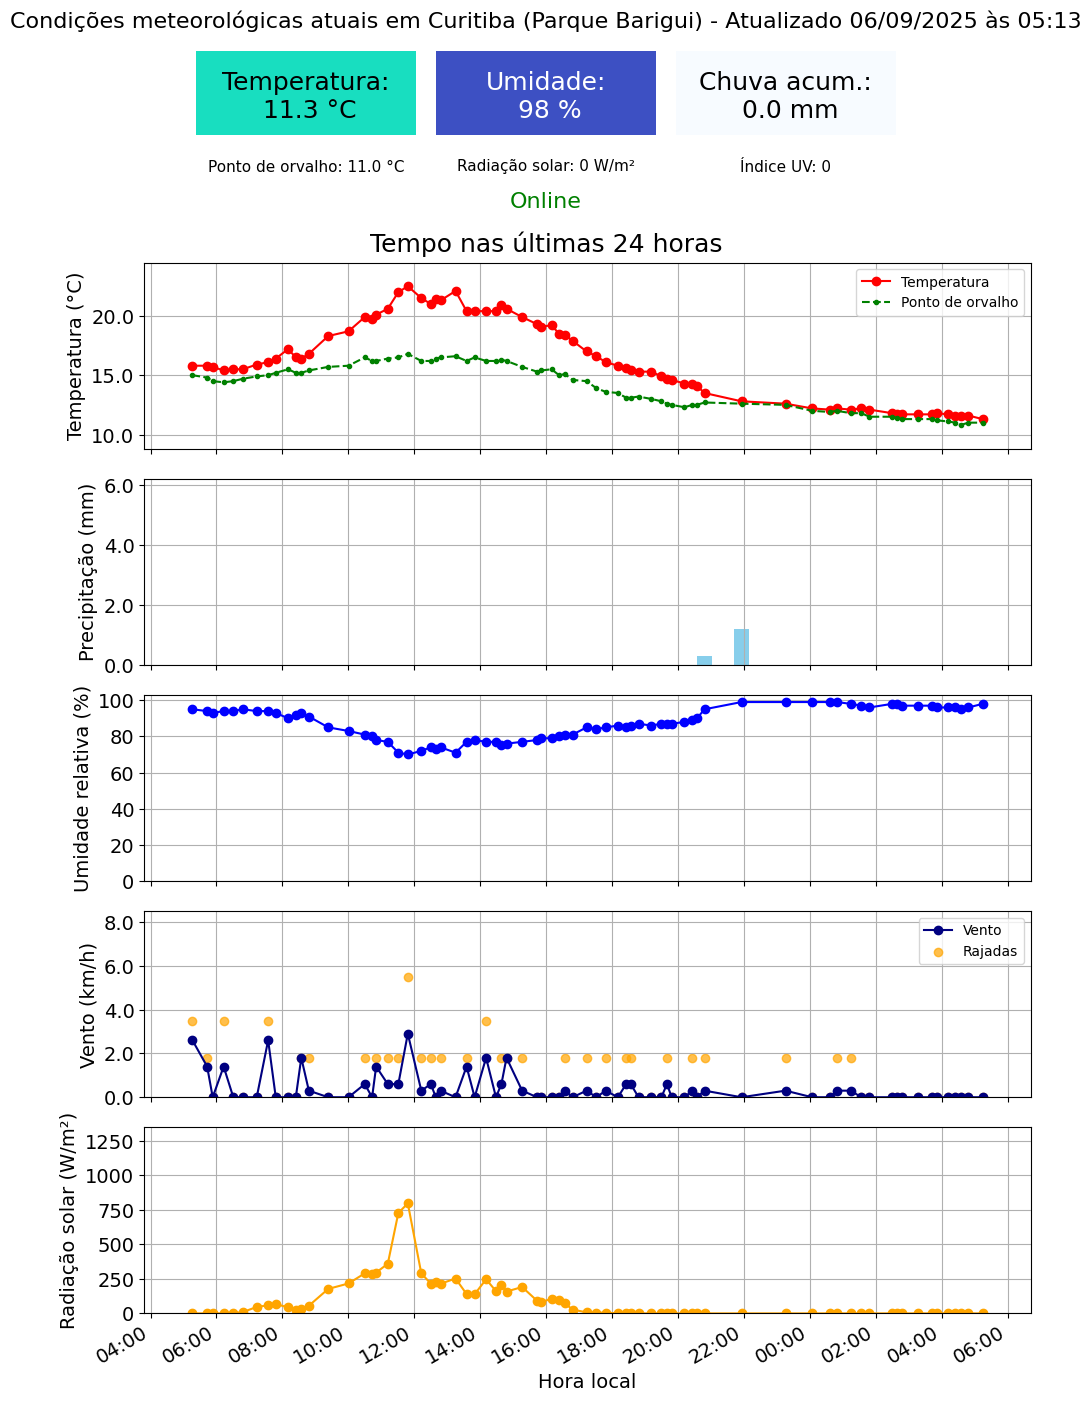 Condições meteorológicas atuais em Curitiba (Parque Barigui) - Atualizado 06/09/2025 às 05:13
Temperatura:
11.3 °C
Umidade:
98 %
Chuva acum.:
0.0 mm
Ponto de orvalho: 11.0 °C
Radiação solar: 0 W/m²
Índice UV: 0
Online
Tempo nas últimas 24 horas
Temperatura (°C)
20.0
15.0
10.0
Temperatura
Ponto de orvalho
Precipitação (mm)
6.0
4.0
2.0
0.0
Umidade relativa (%)
100
80
60
40
20
0
Vento (km/h)
8.0
6.0
4.0
2.0
0.0
Vento
Rajadas
Radiação solar (W/m²)
1250
1000
750
500
250
0
04:00
06:00
08:00
10:00
12:00
14:00
16:00
18:00
20:00
22:00
00:00
02:00
04:00
06:00
Hora local